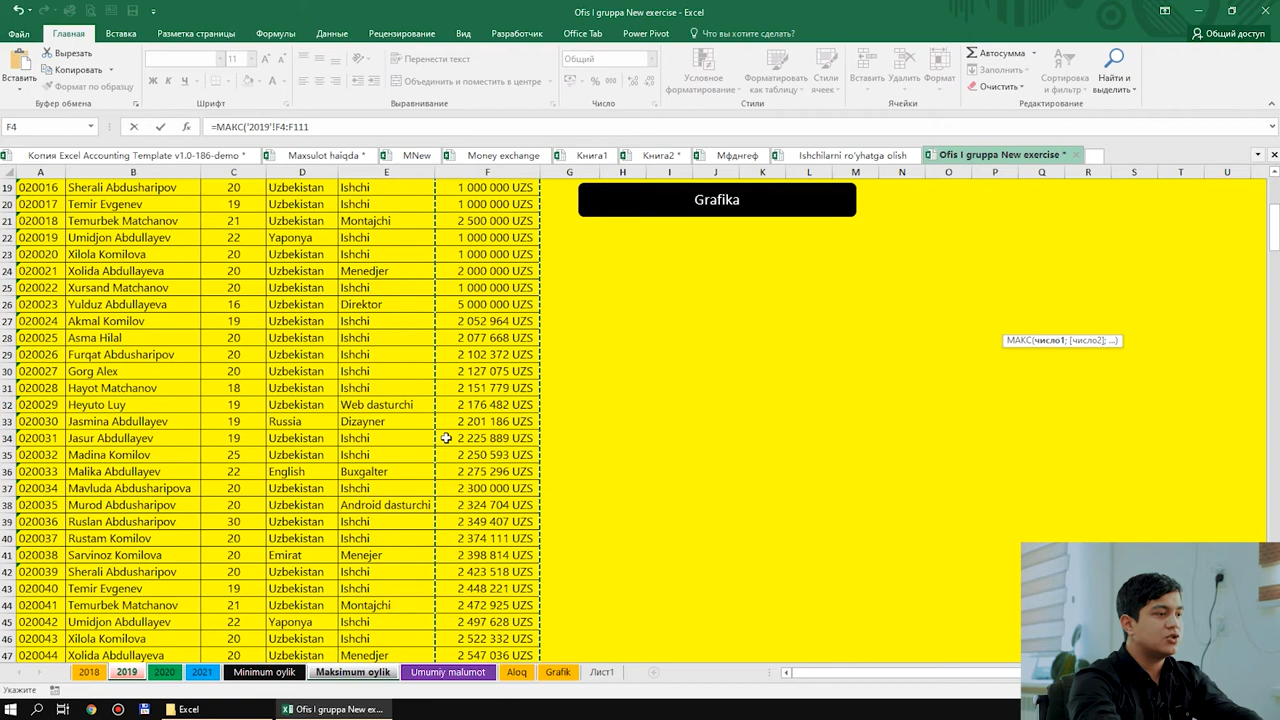 Ofis I gruppa New exercise - Excel
Файл Главная Вставка Разметка страницы Формулы Данные Рецензирование Вид Разработчик Office Tab Power Pivot Что вы хотите сделать? Общий доступ
Вставить
Вырезать
Копировать
Формат по образцу
Буфер обмена
11
Ж К Ч
Шрифт
Перенести текст
Объединить и поместить в центре
Выравнивание
Общий
Число
Условное форматирование
Форматировать как таблицу
Стили ячеек
Стили
Вставить Удалить Формат
Ячейки
Автосумма
Заполнить
Очистить
Сортировка и фильтр
Найти и выделить
Редактирование
F4 =МАКС('2019'!F4:F111
Копия Excel Accounting Template v1.0-186-demo * Maxsulot haiqda * MNew Money exchange Книга1 Книга2 * Мфднгеф Ishchilarni ro'yhatga olish Ofis I gruppa New exercise *
A B C D E F G H I J K L M N O P Q R S T U
19 020016 Sherali Abdusharipov 20 Uzbekistan Ishchi 1 000 000 UZS
20 020017 Temir Evgenev 19 Uzbekistan Ishchi 1 000 000 UZS
21 020018 Temurbek Matchanov 21 Uzbekistan Montajchi 2 500 000 UZS
22 020019 Umidjon Abdullayev 22 Yaponya Ishchi 1 000 000 UZS
23 020020 Xilola Komilova 20 Uzbekistan Ishchi 1 000 000 UZS
24 020021 Xolida Abdullayeva 20 Uzbekistan Menedjer 2 000 000 UZS
25 020022 Xursand Matchanov 20 Uzbekistan Ishchi 1 000 000 UZS
26 020023 Yulduz Abdullayeva 16 Uzbekistan Direktor 5 000 000 UZS
27 020024 Akmal Komilov 19 Uzbekistan Ishchi 2 052 964 UZS
28 020025 Asma Hilal 20 Uzbekistan Ishchi 2 077 668 UZS
29 020026 Furqat Abdusharipov 20 Uzbekistan Ishchi 2 102 372 UZS
30 020027 Gorg Alex 20 Uzbekistan Ishchi 2 127 075 UZS
31 020028 Hayot Matchanov 18 Uzbekistan Ishchi 2 151 779 UZS
32 020029 Heyuto Luy 19 Uzbekistan Web dasturchi 2 176 482 UZS
33 020030 Jasmina Abdullayev 19 Russia Dizayner 2 201 186 UZS
34 020031 Jasur Abdullayev 19 Uzbekistan Ishchi 2 225 889 UZS
35 020032 Madina Komilov 25 Uzbekistan Ishchi 2 250 593 UZS
36 020033 Malika Abdullayev 22 English Buxgalter 2 275 296 UZS
37 020034 Mavluda Abdusharipova 20 Uzbekistan Ishchi 2 300 000 UZS
38 020035 Murod Abdusharipov 20 Uzbekistan Android dasturchi 2 324 704 UZS
39 020036 Ruslan Abdusharipov 30 Uzbekistan Ishchi 2 349 407 UZS
40 020037 Rustam Komilov 20 Uzbekistan Ishchi 2 374 111 UZS
41 020038 Sarvinoz Komilova 20 Emirat Menejer 2 398 814 UZS
42 020039 Sherali Abdusharipov 20 Uzbekistan Ishchi 2 423 518 UZS
43 020040 Temir Evgenev 19 Uzbekistan Ishchi 2 448 221 UZS
44 020041 Temurbek Matchanov 21 Uzbekistan Montajchi 2 472 925 UZS
45 020042 Umidjon Abdullayev 22 Yaponya Ishchi 2 497 628 UZS
46 020043 Xilola Komilova 20 Uzbekistan Ishchi 2 522 332 UZS
47 020044 Xolida Abdullayeva 20 Uzbekistan Menedjer 2 547 036 UZS
Grafika
МАКС(число1; [число2]; ...)
2018 2019 2020 2021 Minimum oylik Maksimum oylik Umumiy malumot Aloq Grafik Лист1
Укажите
Excel Ofis I gruppa New ex...